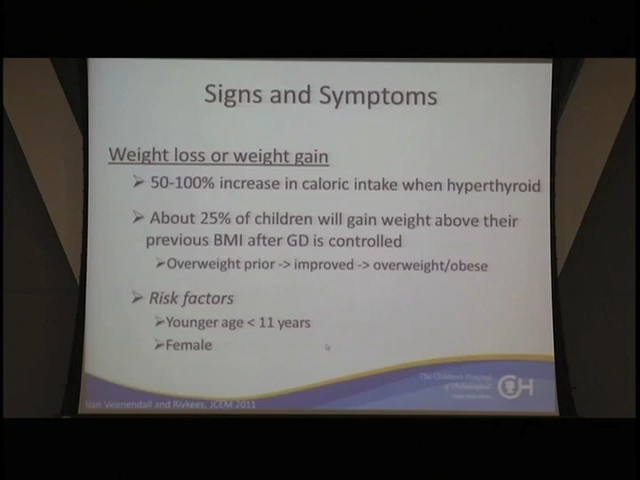 Signs and Symptoms
Weight loss or weight gain
➢ 50-100% increase in caloric intake when hyperthyroid
➢ About 25% of children will gain weight above their
previous BMI after GD is controlled
➢Overweight prior -> improved -> overweight/obese
➢ Risk factors
➢Younger age < 11 years
➢Female
The Children's Hospital
of Philadelphia
Van Veenendall and Rivkees, JCEM 2011